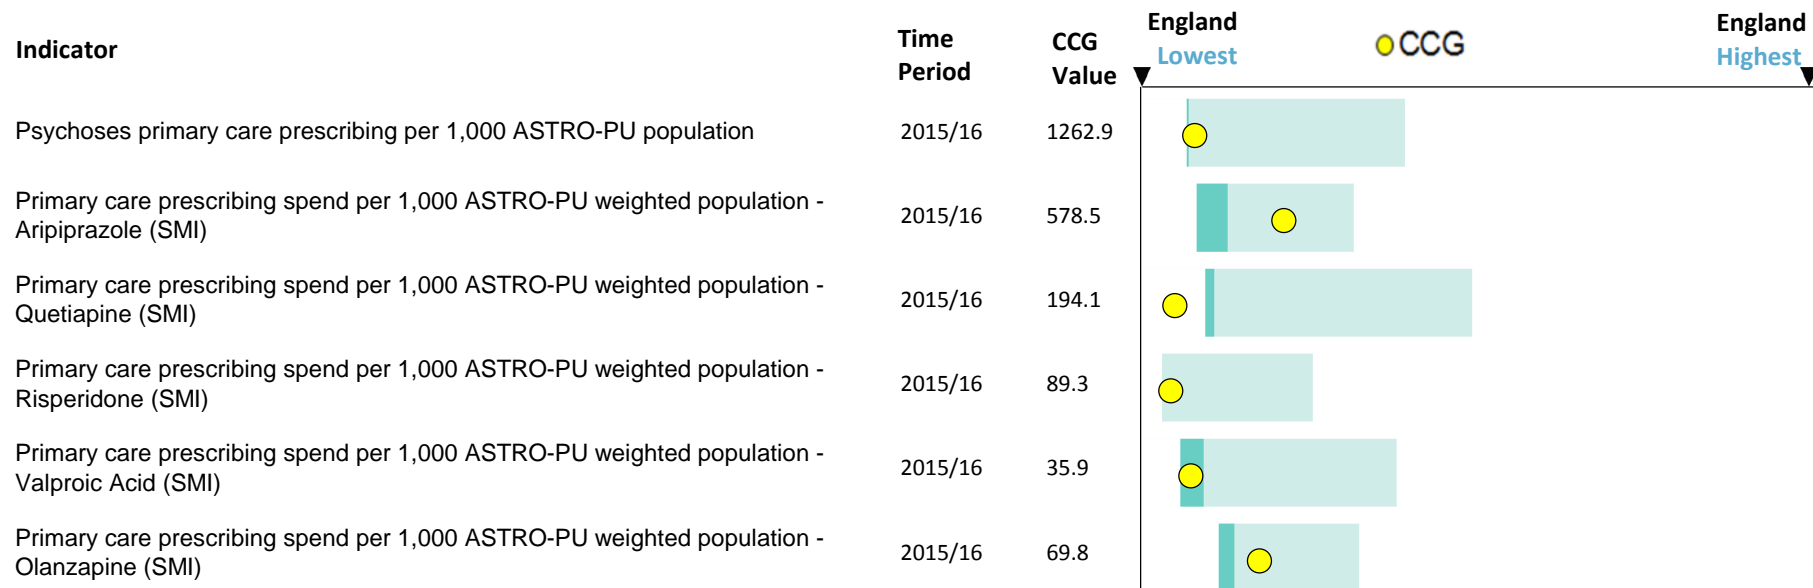 Indicator
Time
Period
CCG
Value
England
Lowest
CCG
England
Highest
Psychoses primary care prescribing per 1,000 ASTRO-PU population
2015/16
1262.9
Primary care prescribing spend per 1,000 ASTRO-PU weighted population -
Aripiprazole (SMI)
2015/16
578.5
Primary care prescribing spend per 1,000 ASTRO-PU weighted population -
Quetiapine (SMI)
2015/16
194.1
Primary care prescribing spend per 1,000 ASTRO-PU weighted population -
Risperidone (SMI)
2015/16
89.3
Primary care prescribing spend per 1,000 ASTRO-PU weighted population -
Valproic Acid (SMI)
2015/16
35.9
Primary care prescribing spend per 1,000 ASTRO-PU weighted population -
Olanzapine (SMI)
2015/16
69.8